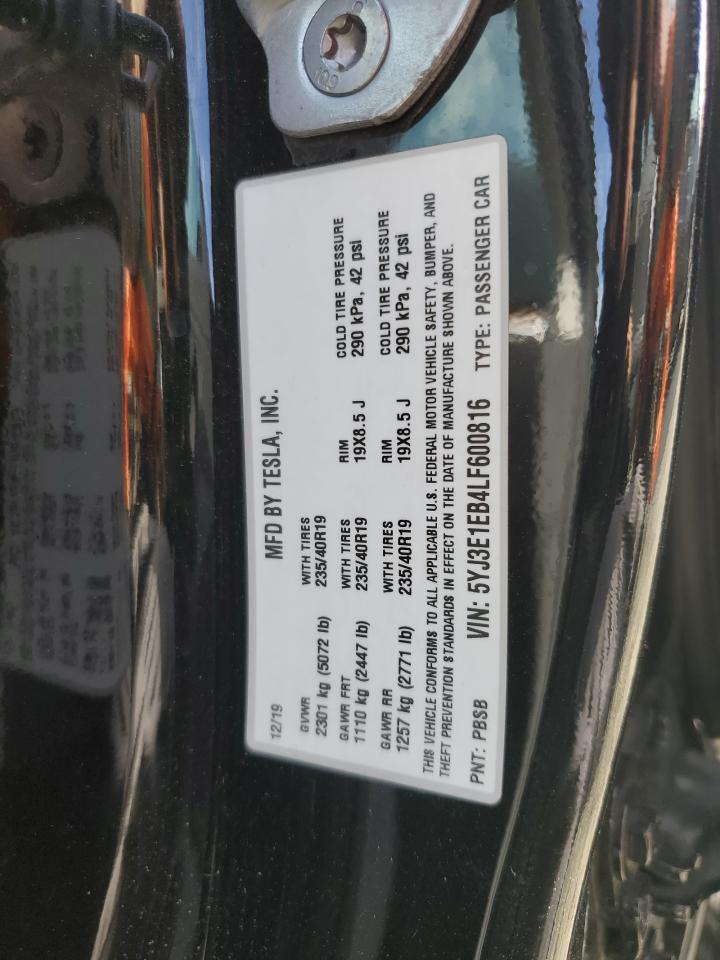 10.9
MFD BY TESLA, INC.
12/19
GVWR WITH TIRES
2301 kg (5072 lb) 235/40R19 RIM COLD TIRE PRESSURE
GAWR FRT WITH TIRES 19X8.5 J 290 kPa, 42 psi
1110 kg (2447 lb) 235/40R19
GAWR RR WITH TIRES RIM COLD TIRE PRESSURE
1257 kg (2771 lb) 235/40R19 19X8.5 J 290 kPa, 42 psi
THIS VEHICLE CONFORMS TO ALL APPLICABLE U.S. FEDERAL MOTOR VEHICLE SAFETY, BUMPER, AND
THEFT PREVENTION STANDARDS IN EFFECT ON THE DATE OF MANUFACTURE SHOWN ABOVE.
PNT: PBSB VIN: 5YJ3E1EB4LF600816 TYPE: PASSENGER CAR